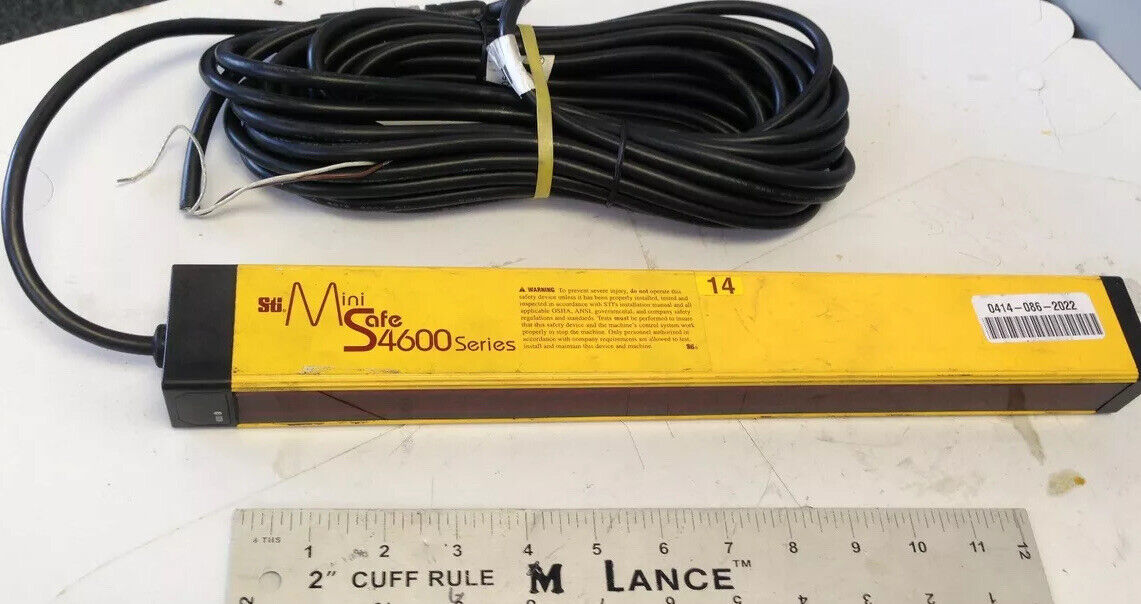 STI Mini
Safe
S4600 Series
WARNING To prevent severe injury, do not operate this
safety device unless it has been properly installed, tested and
inspected in accordance with STI's installation manual and all
applicable OSHA, ANSI, governmental, and company safety
regulations and standards. Tests must be performed to insure
that this safety device and the machine's control system work
properly to stop the machine. Only personnel authorized in
accordance with company requirements are allowed to test,
install and maintain this device and machine.
STI
14
0414-086-2022
4 THS
1 2 3 4 5 6 7 8 9 10 11 12
2" CUFF RULE M LANCE™